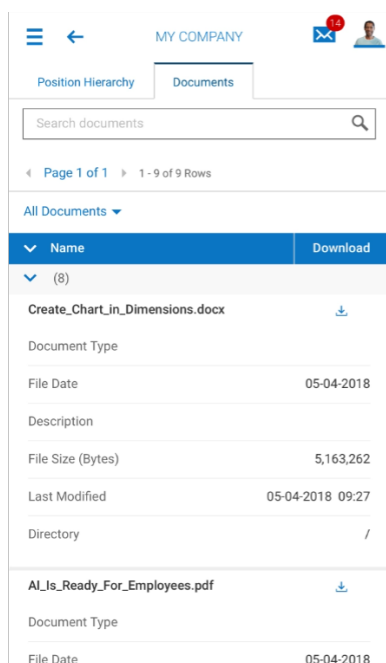 MY COMPANY
14
Position Hierarchy Documents
Search documents
Page 1 of 1 1 - 9 of 9 Rows
All Documents
Name Download
(8)
Create_Chart_in_Dimensions.docx
Document Type
File Date 05-04-2018
Description
File Size (Bytes) 5,163,262
Last Modified 05-04-2018 09:27
Directory /
AI_Is_Ready_For_Employees.pdf
Document Type
File Date 05-04-2018